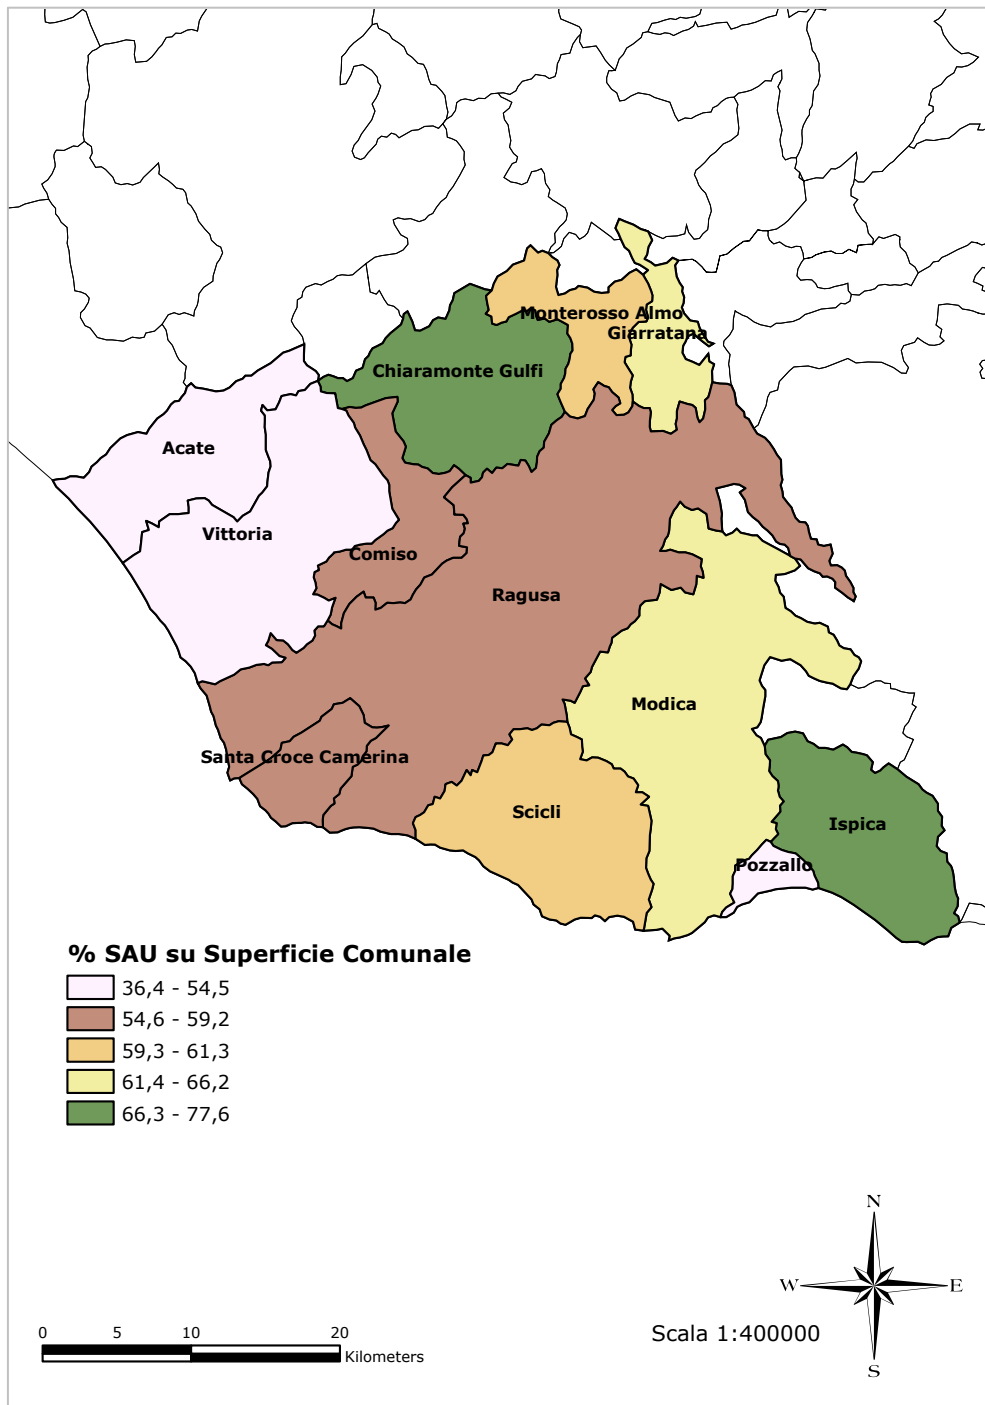 Monterosso Almo
Giarratana
Chiaramonte Gulfi
Acate
Vittoria
Comiso
Ragusa
Modica
Santa Croce Camerina
Scicli
Ispica
Pozzallo
% SAU su Superficie Comunale
36,4 - 54,5
54,6 - 59,2
59,3 - 61,3
61,4 - 66,2
66,3 - 77,6
N
W E
S
0 5 10 20
Kilometers
Scala 1:400000